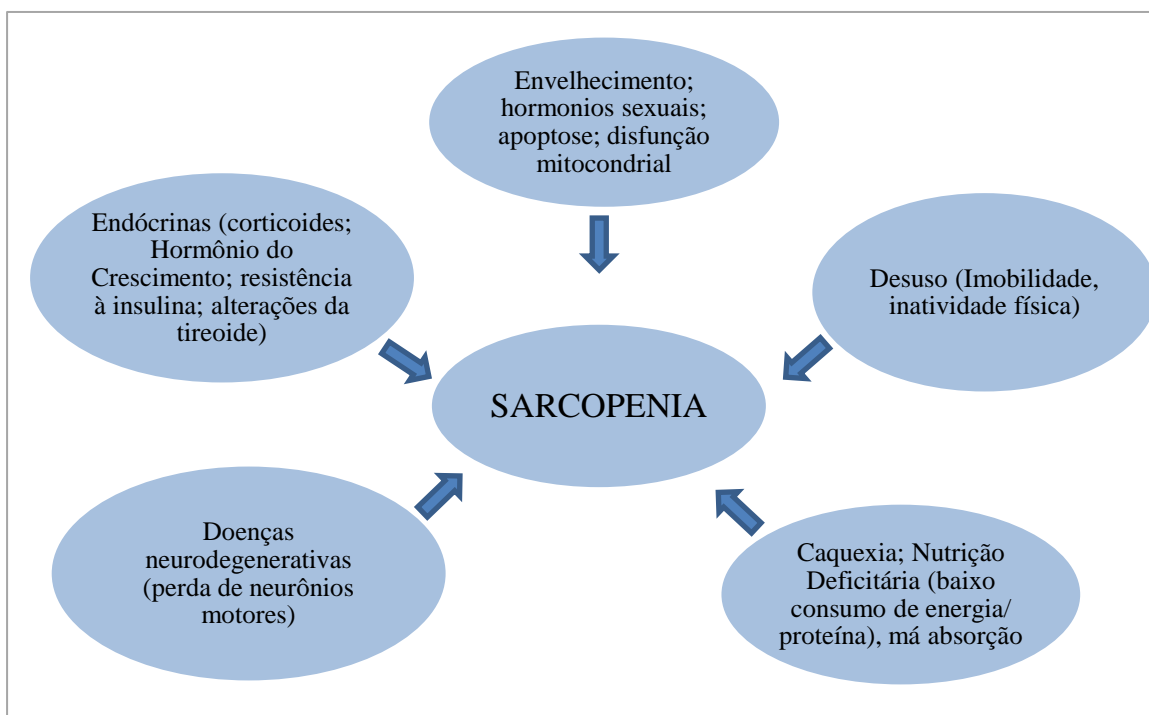 Envelhecimento;
hormonios sexuais;
apoptose; disfunção
mitocondrial
Endócrinas (corticoides;
Hormônio do
Crescimento; resistência
à insulina; alterações da
tireoide)
Desuso (Imobilidade,
inatividade física)
SARCOPENIA
Doenças
neurodegenerativas
(perda de neurônios
motores)
Caquexia; Nutrição
Deficitária (baixo
consumo de energia/
proteína), má absorção